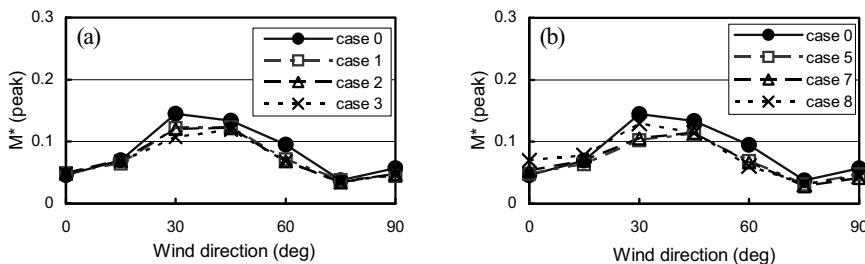 (a)
case 0
case 1
case 2
case 3
0.3
0.2
0.1
0
M* (peak)
0
30
60
90
Wind direction (deg)
(b)
case 0
case 5
case 7
case 8
0.3
0.2
0.1
0
M* (peak)
0
30
60
90
Wind direction (deg)